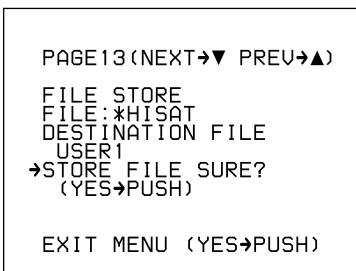 PAGE13(NEXT➔▼ PREV➔▲)
FILE STORE
FILE:*HISAT
DESTINATION FILE
USER1
➔STORE FILE SURE?
(YES➔PUSH)
EXIT MENU (YES➔PUSH)